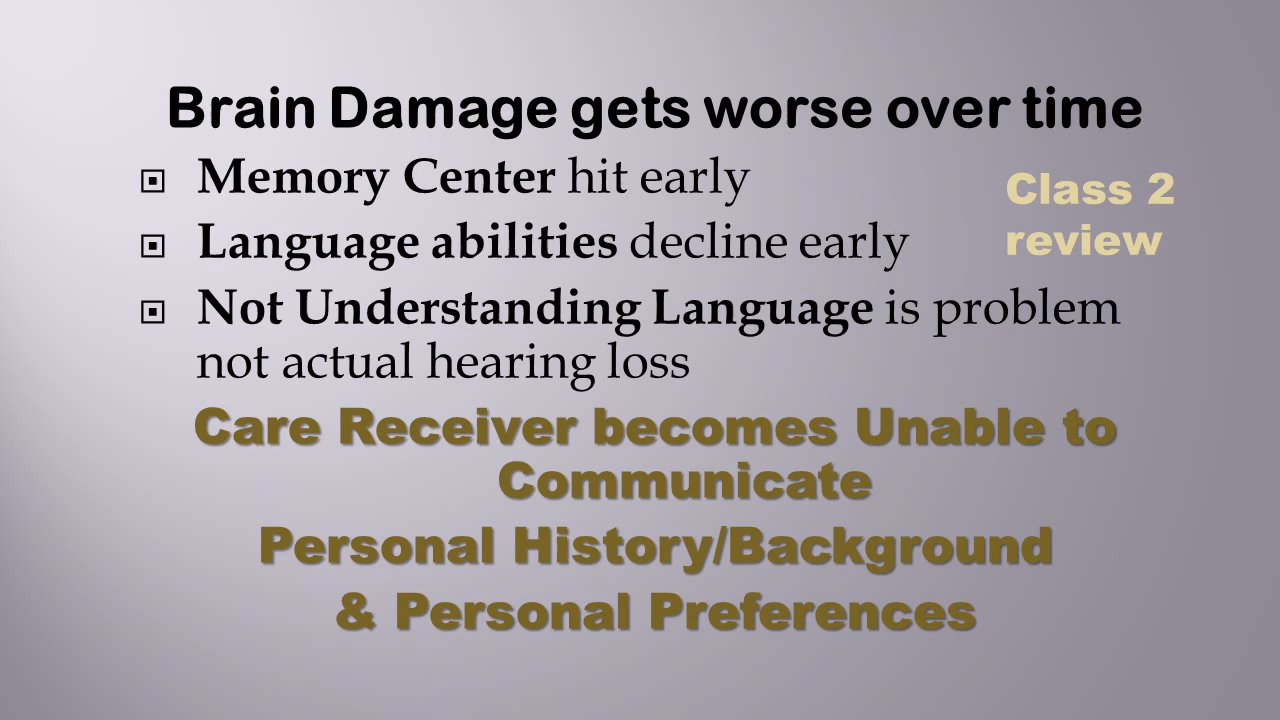 Brain Damage gets worse over time
Memory Center hit early
Class 2
review
Language abilities decline early
Not Understanding Language is problem
not actual hearing loss
Care Receiver becomes Unable to
Communicate
Personal History/Background
& Personal Preferences